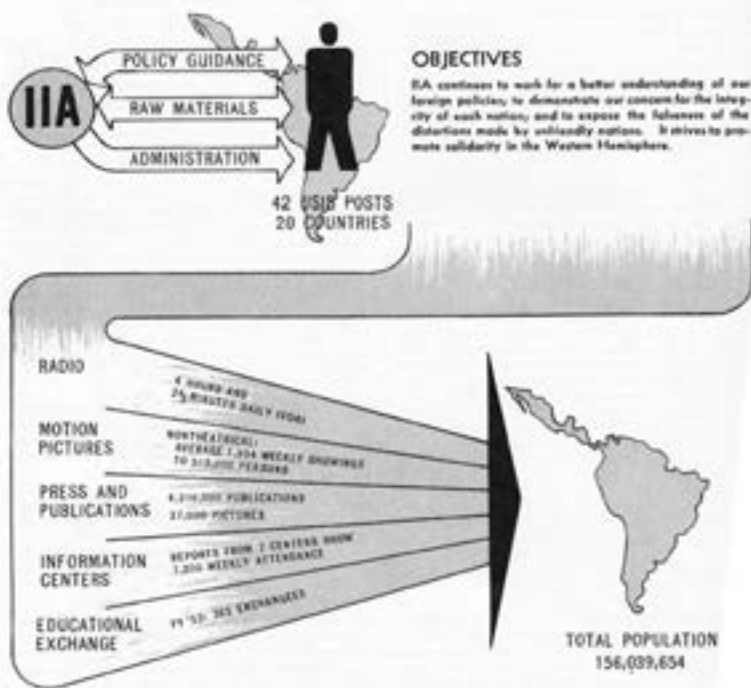 IIA
POLICY GUIDANCE
RAW MATERIALS
ADMINISTRATION
42 USIS POSTS
20 COUNTRIES
OBJECTIVES
IIA continues to work for a better understanding of our
foreign policies; to demonstrate our concern for the integ-
rity of each nation; and to expose the falseness of the
distortions made by unfriendly nations. It strives to pro-
mote solidarity in the Western Hemisphere.
RADIO
4 HOURS AND
MINUTES DAILY
MOTION
PICTURES
NONTHEATRICAL:
AVERAGE WEEKLY SHOWINGS
TO PERSONS
PRESS AND
PUBLICATIONS
PUBLICATIONS
PICTURES
INFORMATION
CENTERS
REPORTS FROM CENTERS SHOW
WEEKLY ATTENDANCE
EDUCATIONAL
EXCHANGE
EXCHANGEES
TOTAL POPULATION
156,039,654